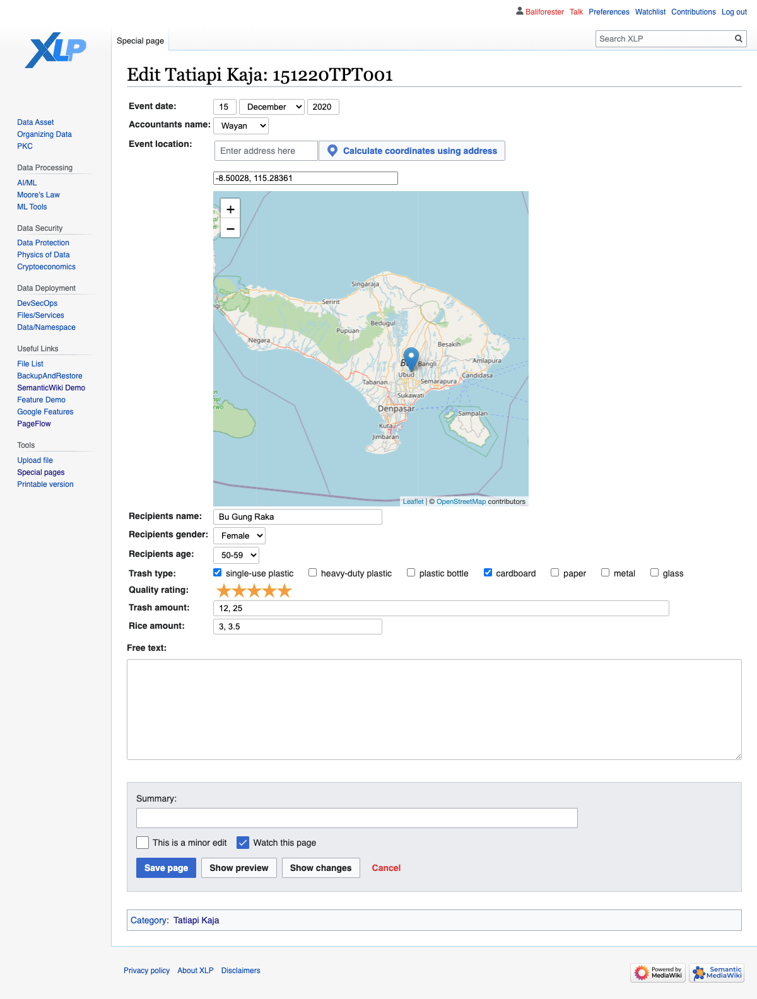 Baliforester Talk Preferences Watchlist Contributions Log out
XLP
Special page
Search XLP
Edit Tatiapi Kaja: 151220TPT001
Event date: 15 December 2020
Accountants name: Wayan
Event location: Enter address here Calculate coordinates using address
-8.50028, 115.28361
+
−
Singaraja
Seririt
Bedugul
Pupuan
Negara
Besakih
Bangli
Amlapura
Ubud
Candidasa
Tabanan
Semarapura
Sukawati
Denpasar
Sampalan
Kuta
Jimbaran
Leaflet | © OpenStreetMap contributors
Recipients name: Bu Gung Raka
Recipients gender: Female
Recipients age: 50-59
Trash type: single-use plastic heavy-duty plastic plastic bottle cardboard paper metal glass
Quality rating:
Trash amount: 12, 25
Rice amount: 3, 3.5
Free text:
Summary:
This is a minor edit Watch this page
Save page Show preview Show changes Cancel
Category: Tatiapi Kaja
Data Asset
Organizing Data
PKC
Data Processing
AI/ML
Moore's Law
ML Tools
Data Security
Data Protection
Physics of Data
Cryptoeconomics
Data Deployment
DevSecOps
Files/Services
Data/Namespace
Useful Links
File List
BackupAndRestore
SemanticWiki Demo
Feature Demo
Google Features
PageFlow
Tools
Upload file
Special pages
Printable version
Privacy policy About XLP Disclaimers
Powered by
MediaWiki
Semantic
MediaWiki